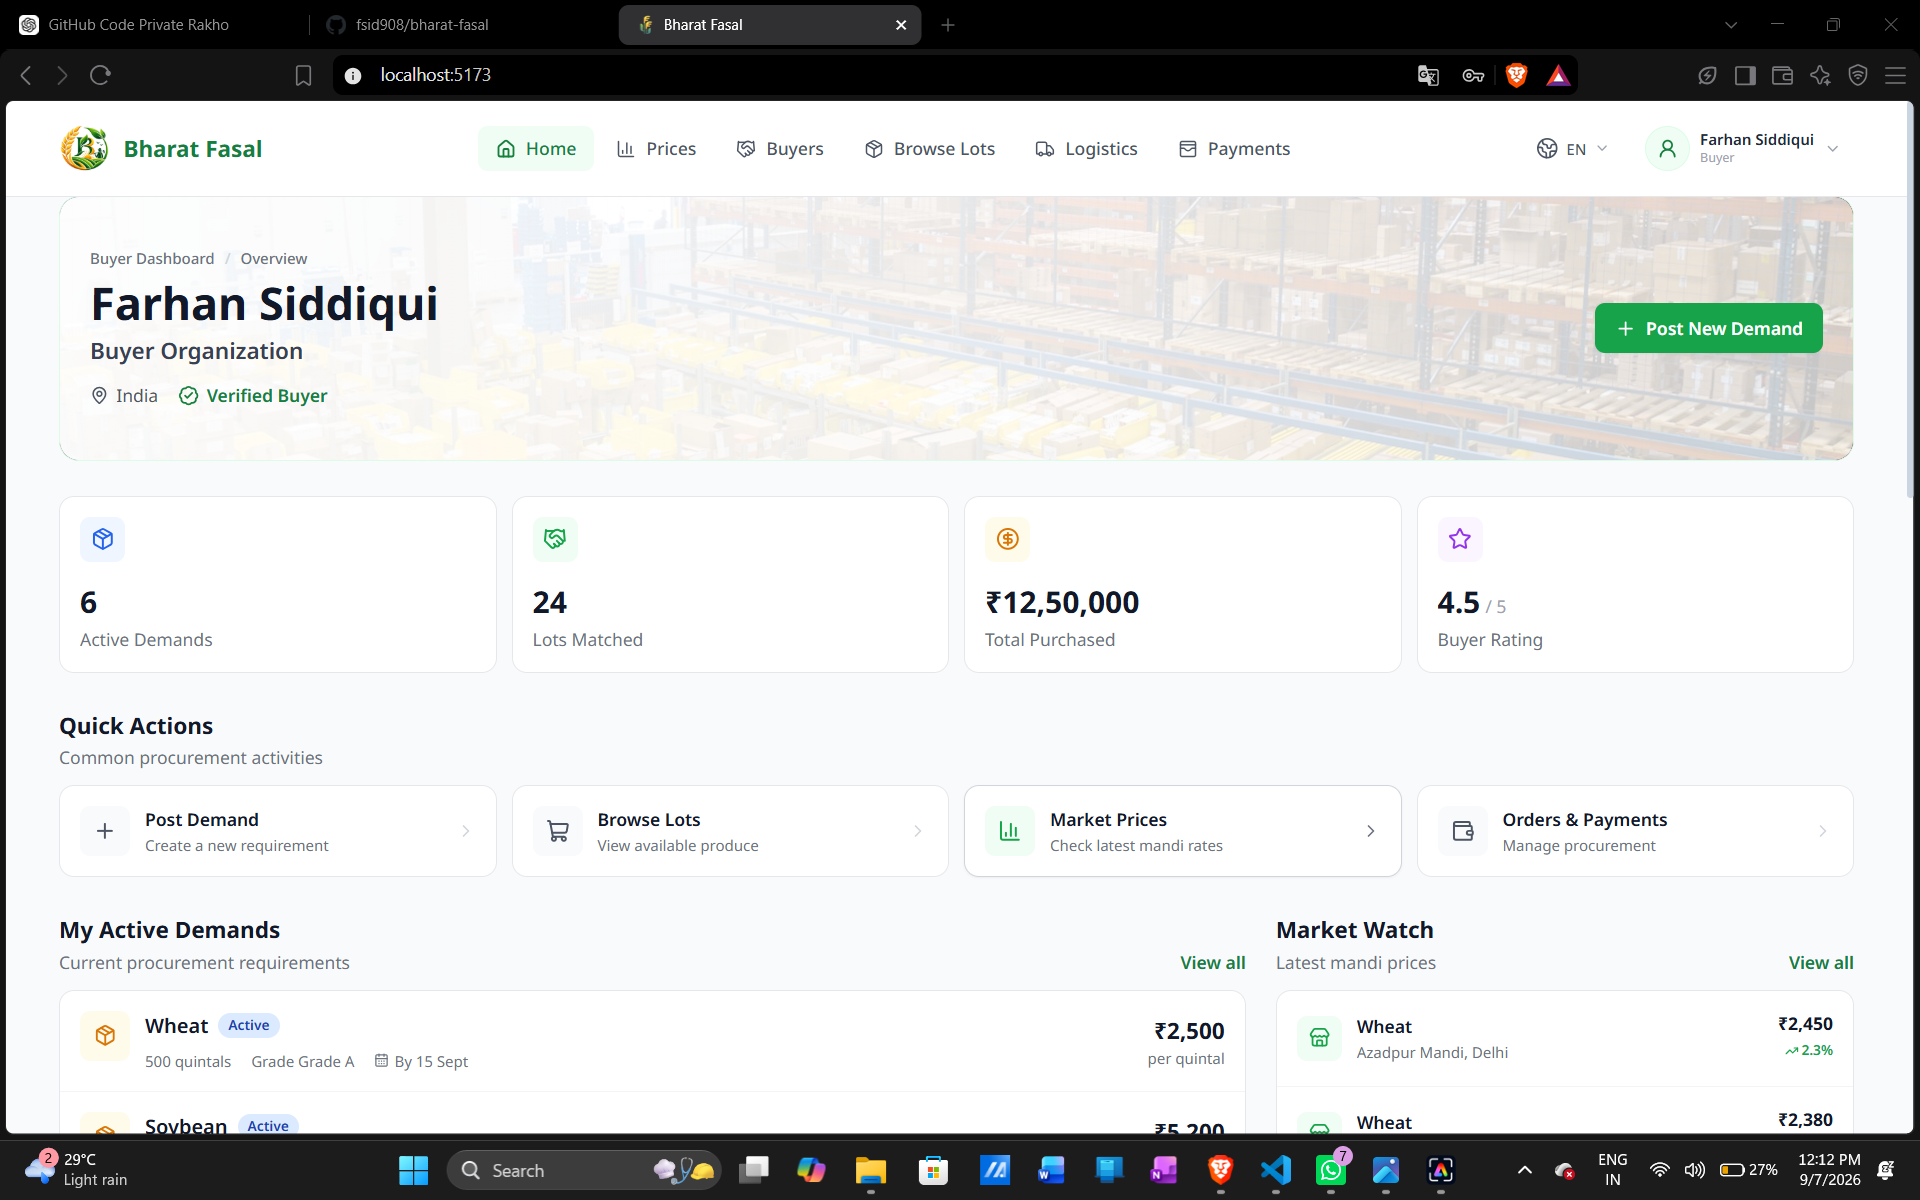 GitHub Code Private Rakho
fsid908/bharat-fasal
Bharat Fasal
localhost:5173
Bharat Fasal
Home
Prices
Buyers
Browse Lots
Logistics
Payments
EN
Farhan Siddiqui
Buyer
Buyer Dashboard / Overview
Farhan Siddiqui
Buyer Organization
India
Verified Buyer
Post New Demand
6
Active Demands
24
Lots Matched
₹12,50,000
Total Purchased
4.5 / 5
Buyer Rating
Quick Actions
Common procurement activities
Post Demand
Create a new requirement
Browse Lots
View available produce
Market Prices
Check latest mandi rates
Orders & Payments
Manage procurement
My Active Demands
Current procurement requirements
View all
Wheat
Active
500 quintals
Grade Grade A
By 15 Sept
₹2,500
per quintal
Soybean
Active
₹5,200
Market Watch
Latest mandi prices
View all
Wheat
Azadpur Mandi, Delhi
₹2,450
2.3%
Wheat
₹2,380
2
29°C
Light rain
Search
7
ENG
IN
27%
12:12 PM
9/7/2026